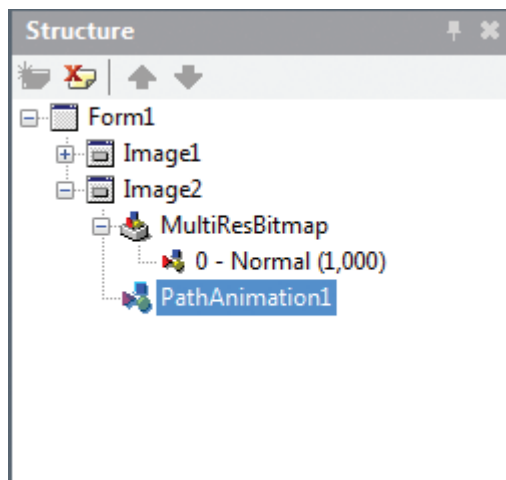 Structure
Form1
Image1
Image2
MultiResBitmap
0 - Normal (1,000)
PathAnimation1